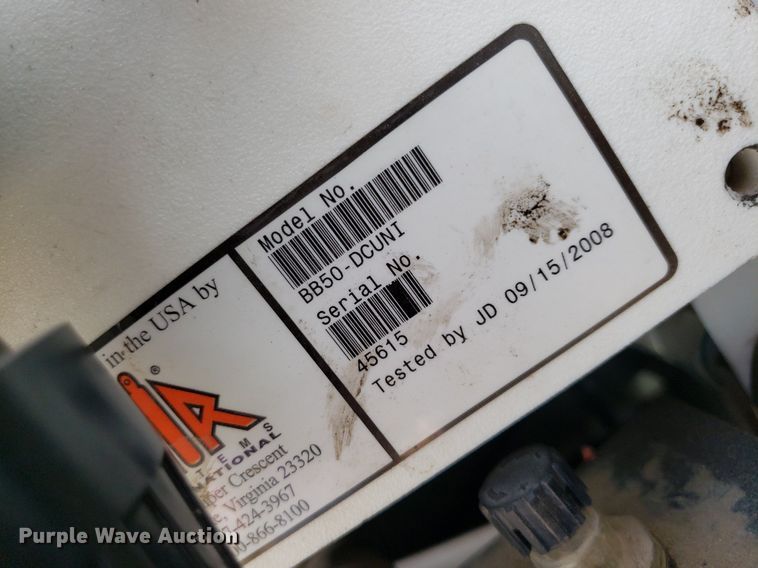 Model No.
BB50-DCUNI
Serial No.
45615
Tested by JD 09/15/2008
in the USA by
®
Crescent
Virginia 23320
424-3967
866-8100
Purple Wave Auction